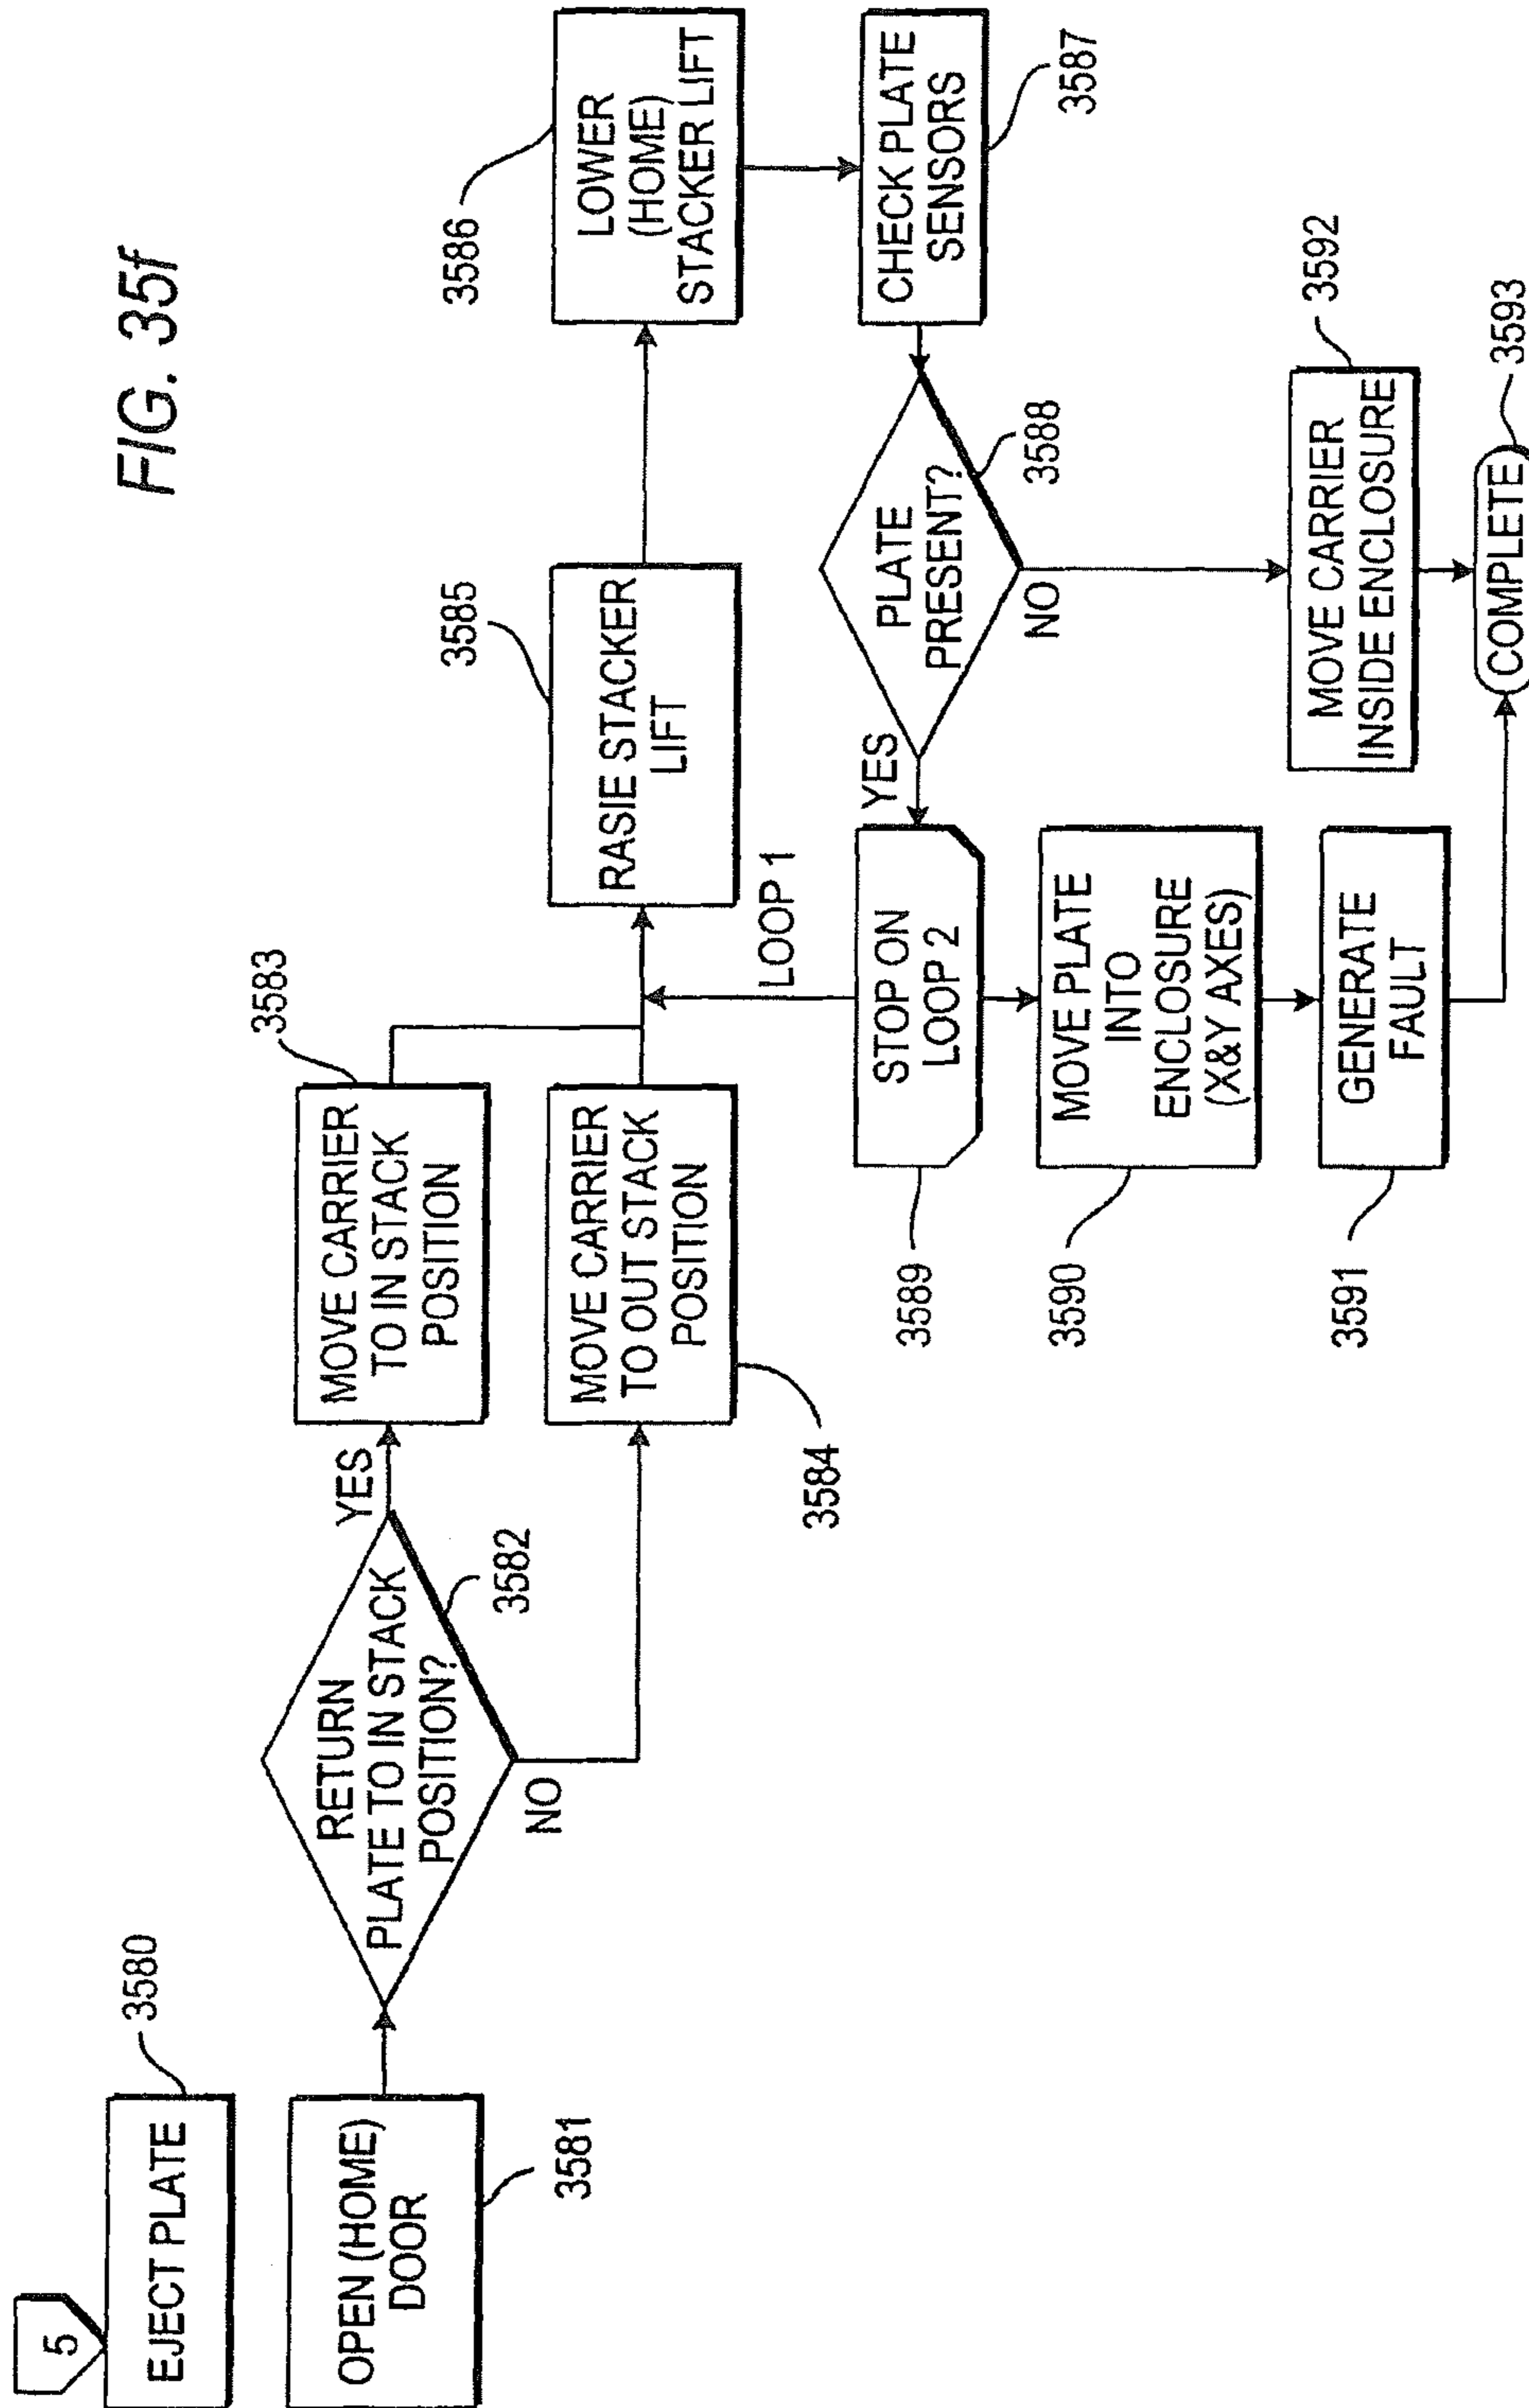 FIG. 35f
5
EJECT PLATE
3580
OPEN (HOME)
DOOR
3581
RETURN
PLATE TO IN STACK
POSITION?
3582
YES
NO
MOVE CARRIER
TO IN STACK
POSITION
3583
MOVE CARRIER
TO OUT STACK
POSITION
3584
RASIE STACKER
LIFT
3585
LOWER
(HOME)
STACKER LIFT
3586
CHECK PLATE
SENSORS
3587
PLATE
PRESENT?
3588
YES
NO
LOOP 1
STOP ON
LOOP 2
3589
MOVE PLATE
INTO
ENCLOSURE
(X&Y AXES)
3590
GENERATE
FAULT
3591
MOVE CARRIER
INSIDE ENCLOSURE
3592
COMPLETE
3593